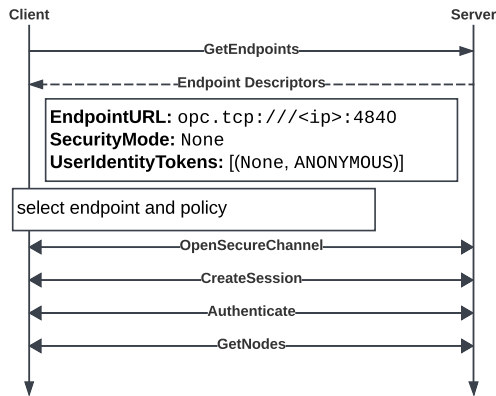 Client Server
GetEndpoints
Endpoint Descriptors
EndpointURL: opc.tcp:///<ip>:4840
SecurityMode: None
UserIdentityTokens: [(None, ANONYMOUS)]
select endpoint and policy
OpenSecureChannel
CreateSession
Authenticate
GetNodes